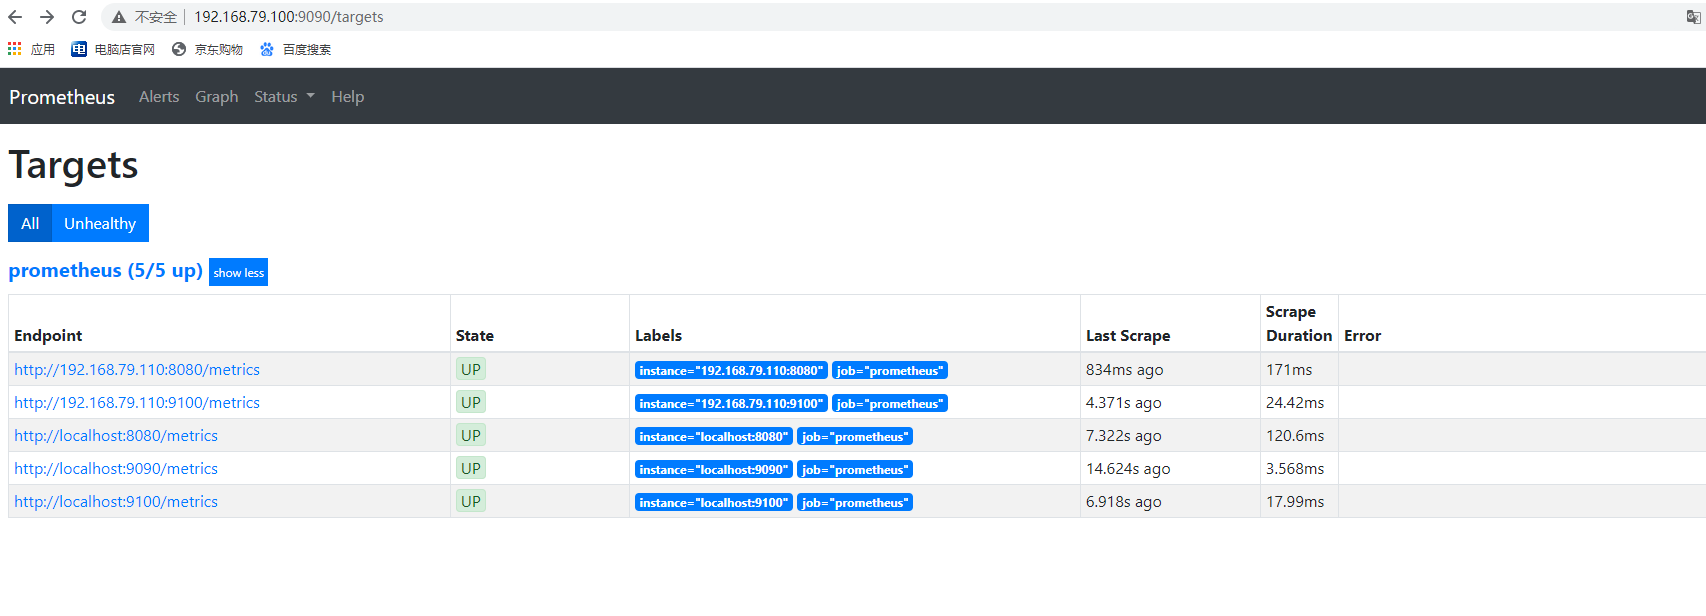 不安全 192.168.79.100:9090/targets
应用 电脑店官网 京东购物 百度搜索
Prometheus Alerts Graph Status Help
Targets
All Unhealthy
prometheus (5/5 up) show less
Endpoint State Labels Last Scrape Scrape Duration Error
http://192.168.79.110:8080/metrics UP instance="192.168.79.110:8080" job="prometheus" 834ms ago 171ms
http://192.168.79.110:9100/metrics UP instance="192.168.79.110:9100" job="prometheus" 4.371s ago 24.42ms
http://localhost:8080/metrics UP instance="localhost:8080" job="prometheus" 7.322s ago 120.6ms
http://localhost:9090/metrics UP instance="localhost:9090" job="prometheus" 14.624s ago 3.568ms
http://localhost:9100/metrics UP instance="localhost:9100" job="prometheus" 6.918s ago 17.99ms